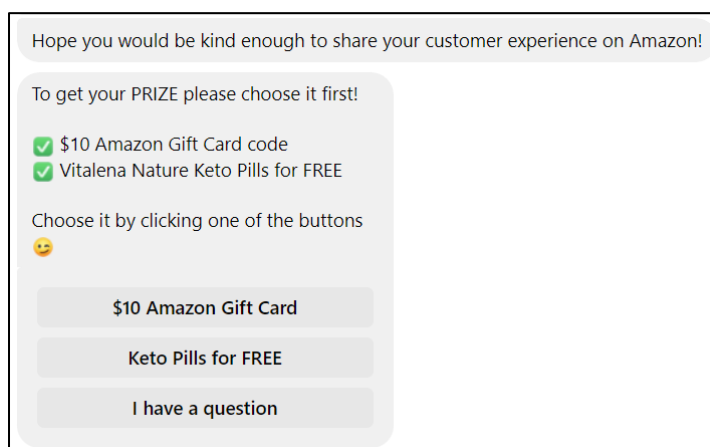 Hope you would be kind enough to share your customer experience on Amazon!
To get your PRIZE please choose it first!
✅ $10 Amazon Gift Card code
✅ Vitalena Nature Keto Pills for FREE
Choose it by clicking one of the buttons
😉
$10 Amazon Gift Card
Keto Pills for FREE
I have a question